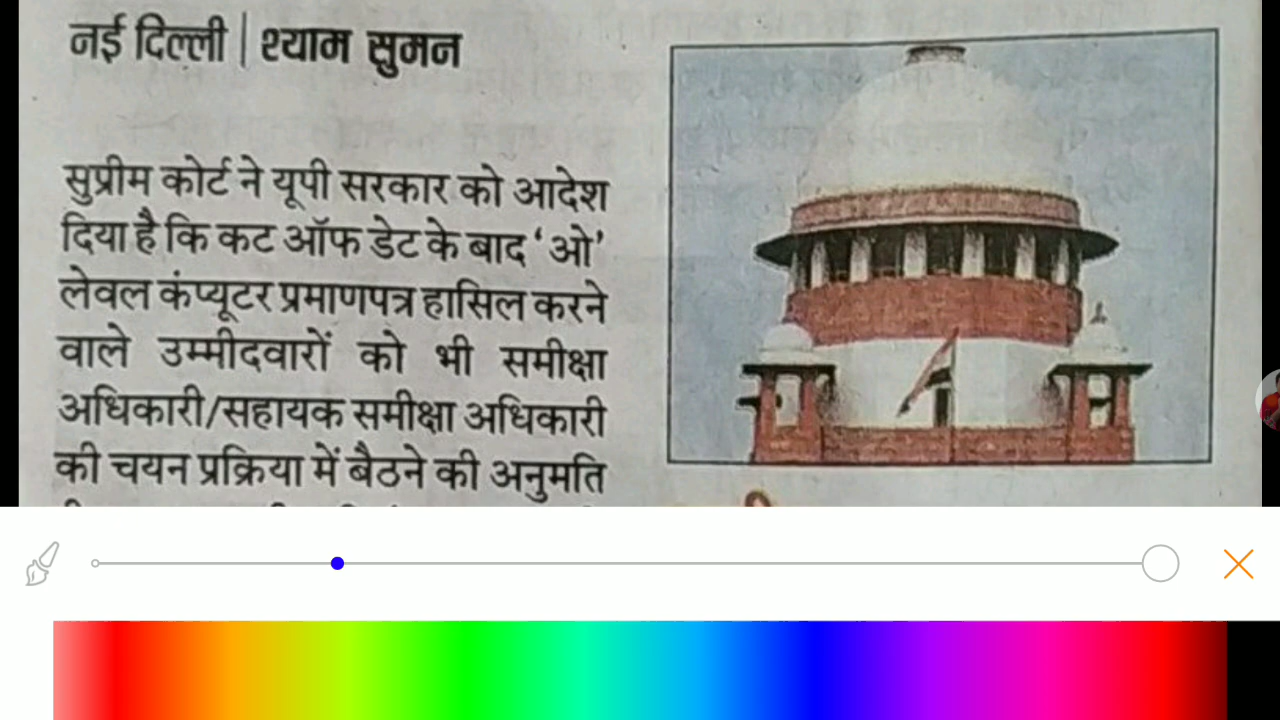 नई दिल्ली | श्याम सुमन
सुप्रीम कोर्ट ने यूपी सरकार को आदेश
दिया है कि कट ऑफ डेट के बाद ‘ओ’
लेवल कंप्यूटर प्रमाणपत्र हासिल करने
वाले उम्मीदवारों को भी समीक्षा
अधिकारी/सहायक समीक्षा अधिकारी
की चयन प्रक्रिया में बैठने की अनुमति